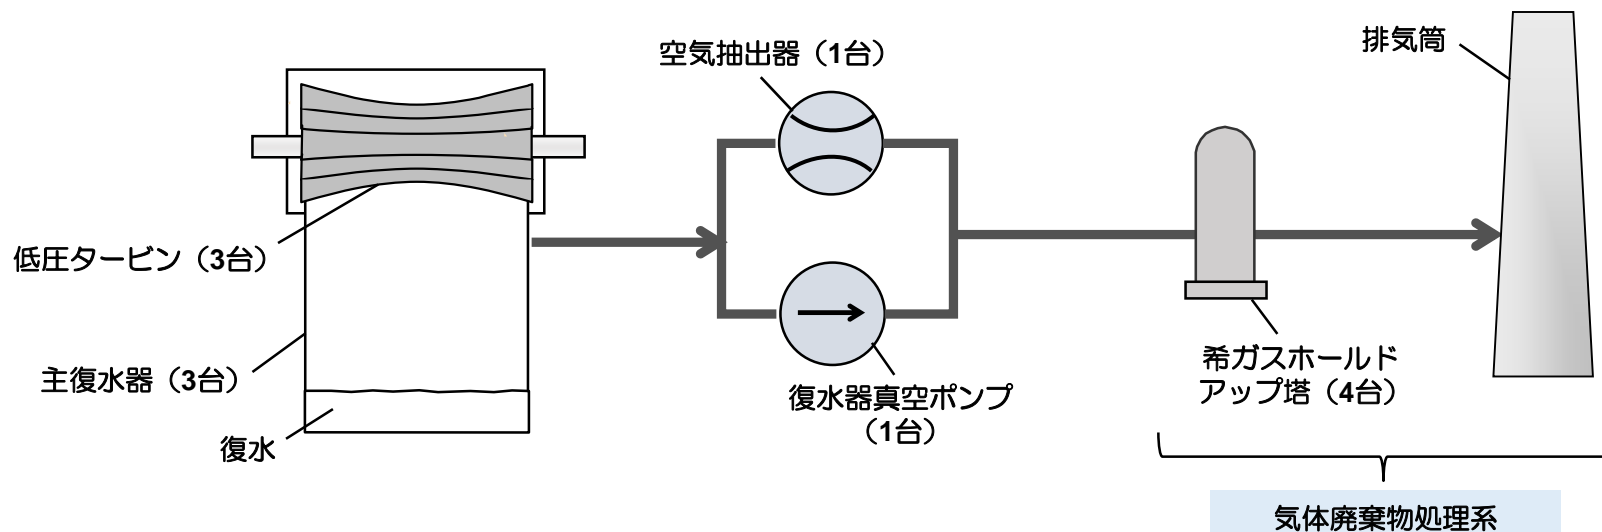 排気筒
空気抽出器（1台）
低圧タービン（3台）
主復水器（3台）
復水
復水器真空ポンプ
（1台）
希ガスホールド
アップ塔（4台）
気体廃棄物処理系